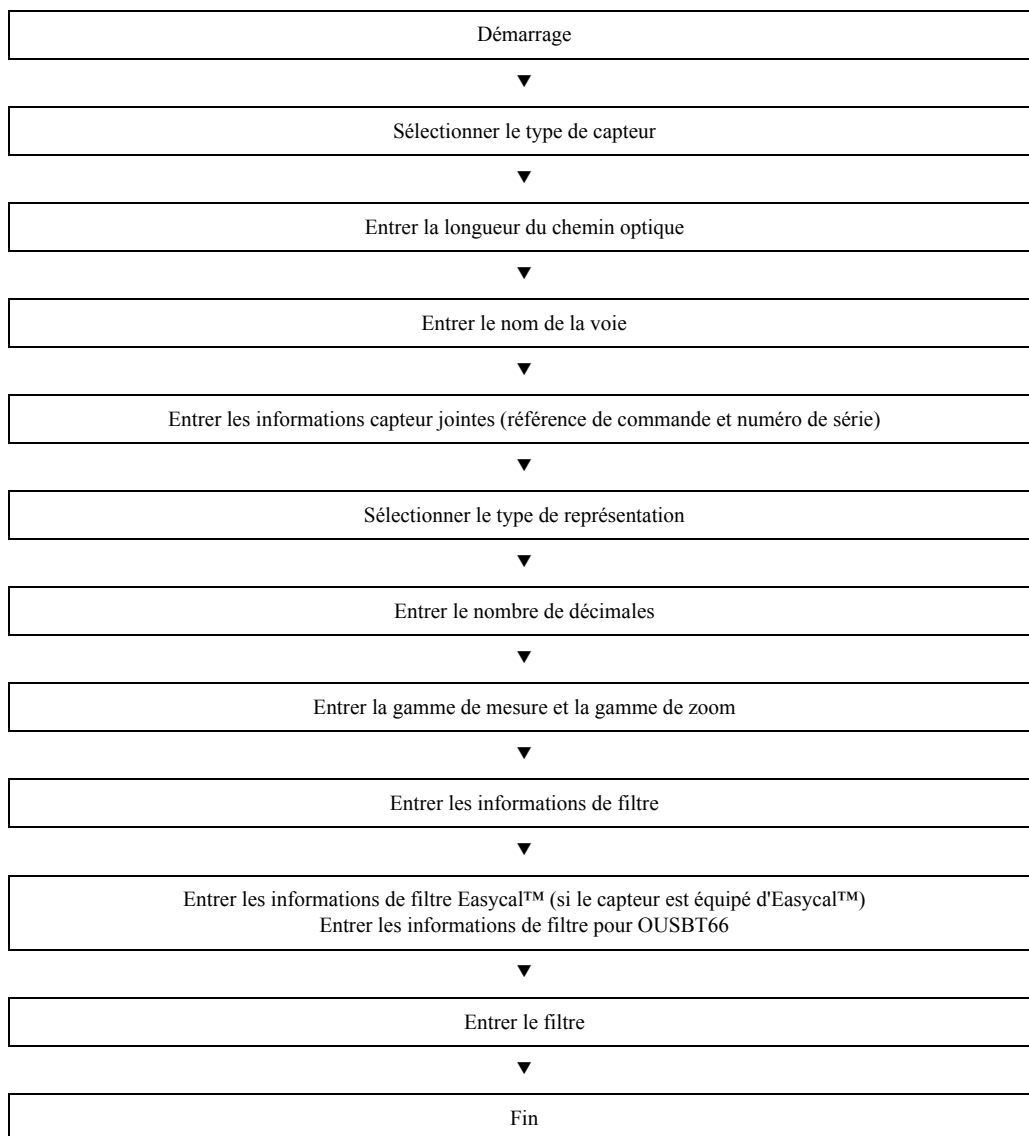 Démarrage
▼
Sélectionner le type de capteur
▼
Entrer la longueur du chemin optique
▼
Entrer le nom de la voie
▼
Entrer les informations capteur jointes (référence de commande et numéro de série)
▼
Sélectionner le type de représentation
▼
Entrer le nombre de décimales
▼
Entrer la gamme de mesure et la gamme de zoom
▼
Entrer les informations de filtre
▼
Entrer les informations de filtre Easycal™ (si le capteur est équipé d'Easycal™)
Entrer les informations de filtre pour OUSBT66
▼
Entrer le filtre
▼
Fin